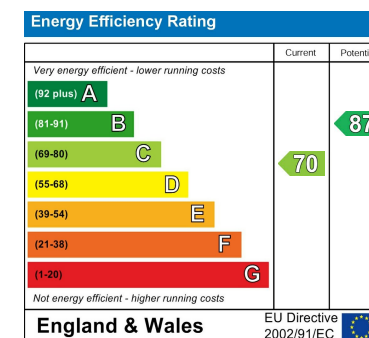 Energy Efficiency Rating
Current Potenti
Very energy efficient - lower running costs
(92 plus) A
(81-91) B
87
(69-80) C
70
(55-68) D
(39-54) E
(21-38) F
(1-20) G
Not energy efficient - higher running costs
England & Wales
EU Directive
2002/91/EC